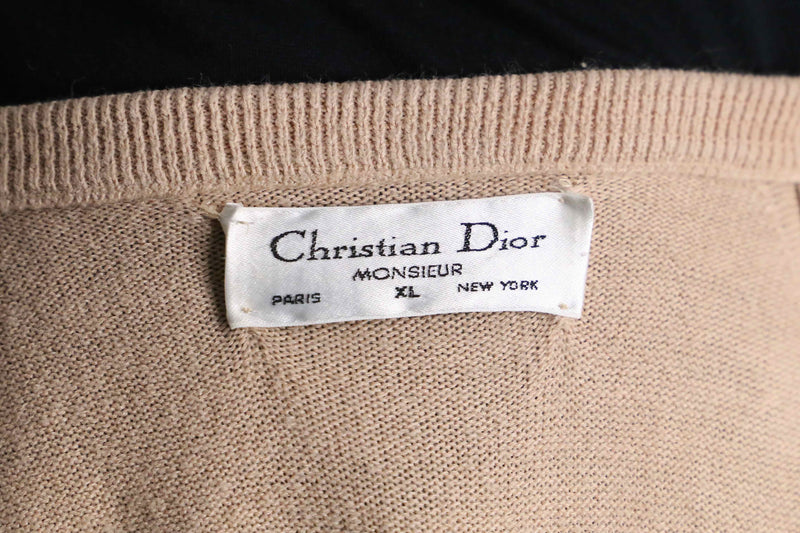 Christian Dior
MONSIEUR
PARIS XL NEW YORK